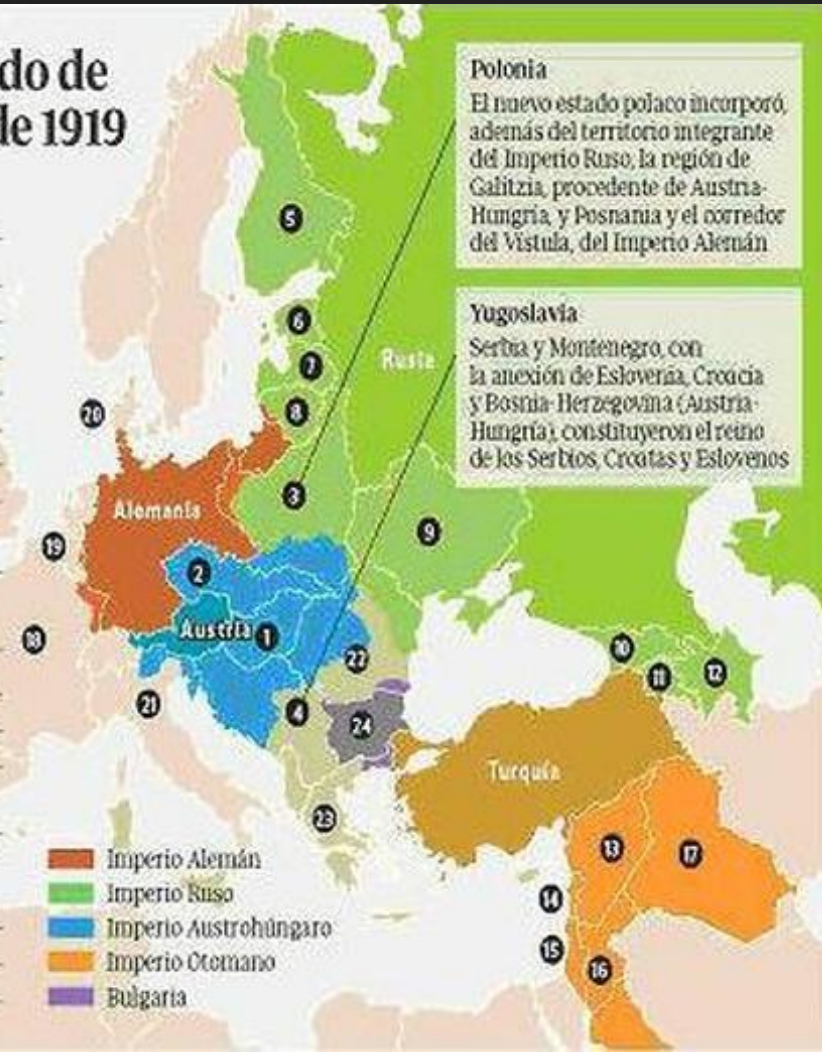 do de
de 1919
Polonia
El nuevo estado polaco incorporó,
además del territorio integrante
del Imperio Ruso, la región de
Galitzia, procedente de Austria-
Hungría, y Posnania y el corredor
del Vístula, del Imperio Alemán
Yugoslavia
Serbia y Montenegro, con
la anexión de Eslovenia, Croacia
y Bosnia-Herzegovina (Austria-
Hungría), constituyeron el reino
de los Serbios, Croatas y Eslovenos
5
6
7
Rusia
8
20
3
Alemania
9
19
2
Austria
1
18
10
22
11
12
21
4
24
Turquía
23
13
17
14
15
16
Imperio Alemán
Imperio Ruso
Imperio Austrohúngaro
Imperio Otomano
Bulgaria